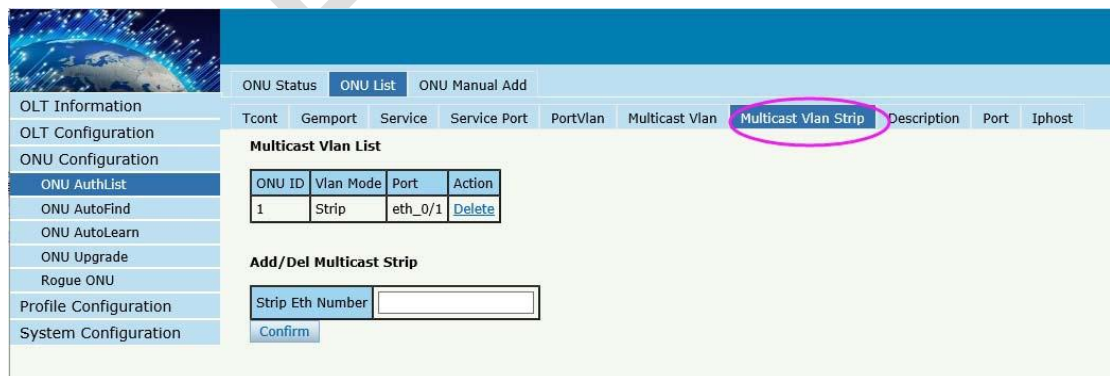 ONU Status ONU List ONU Manual Add
OLT Information
OLT Configuration
ONU Configuration
ONU AuthList
ONU AutoFind
ONU AutoLearn
ONU Upgrade
Rogue ONU
Profile Configuration
System Configuration
Tcont Gemport Service Service Port PortVlan Multicast Vlan Multicast Vlan Strip Description Port Iphost
Multicast Vlan List
ONU ID Vlan Mode Port Action
1 Strip eth_0/1 Delete
Add/Del Multicast Strip
Strip Eth Number
Confirm